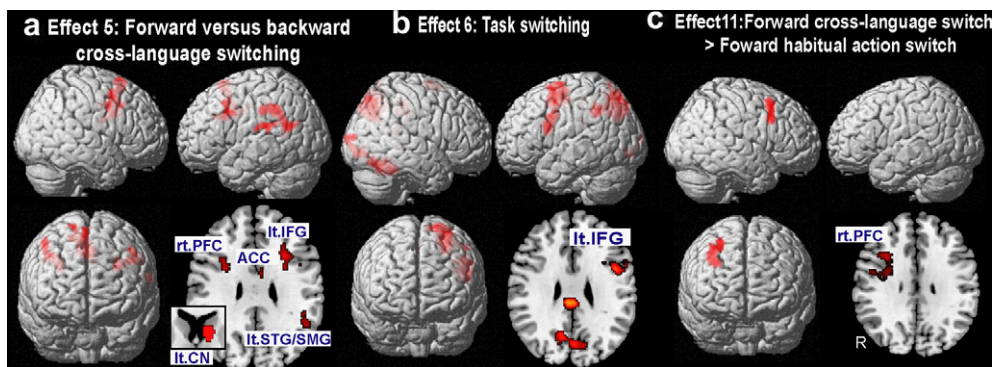 a Effect 5: Forward versus backward
cross-language switching
b Effect 6: Task switching
c Effect11:Forward cross-language switch
> Foward habitual action switch
rt.PFC
ACC
lt.IFG
lt.STG/SMG
lt.CN
lt.IFG
rt.PFC
R